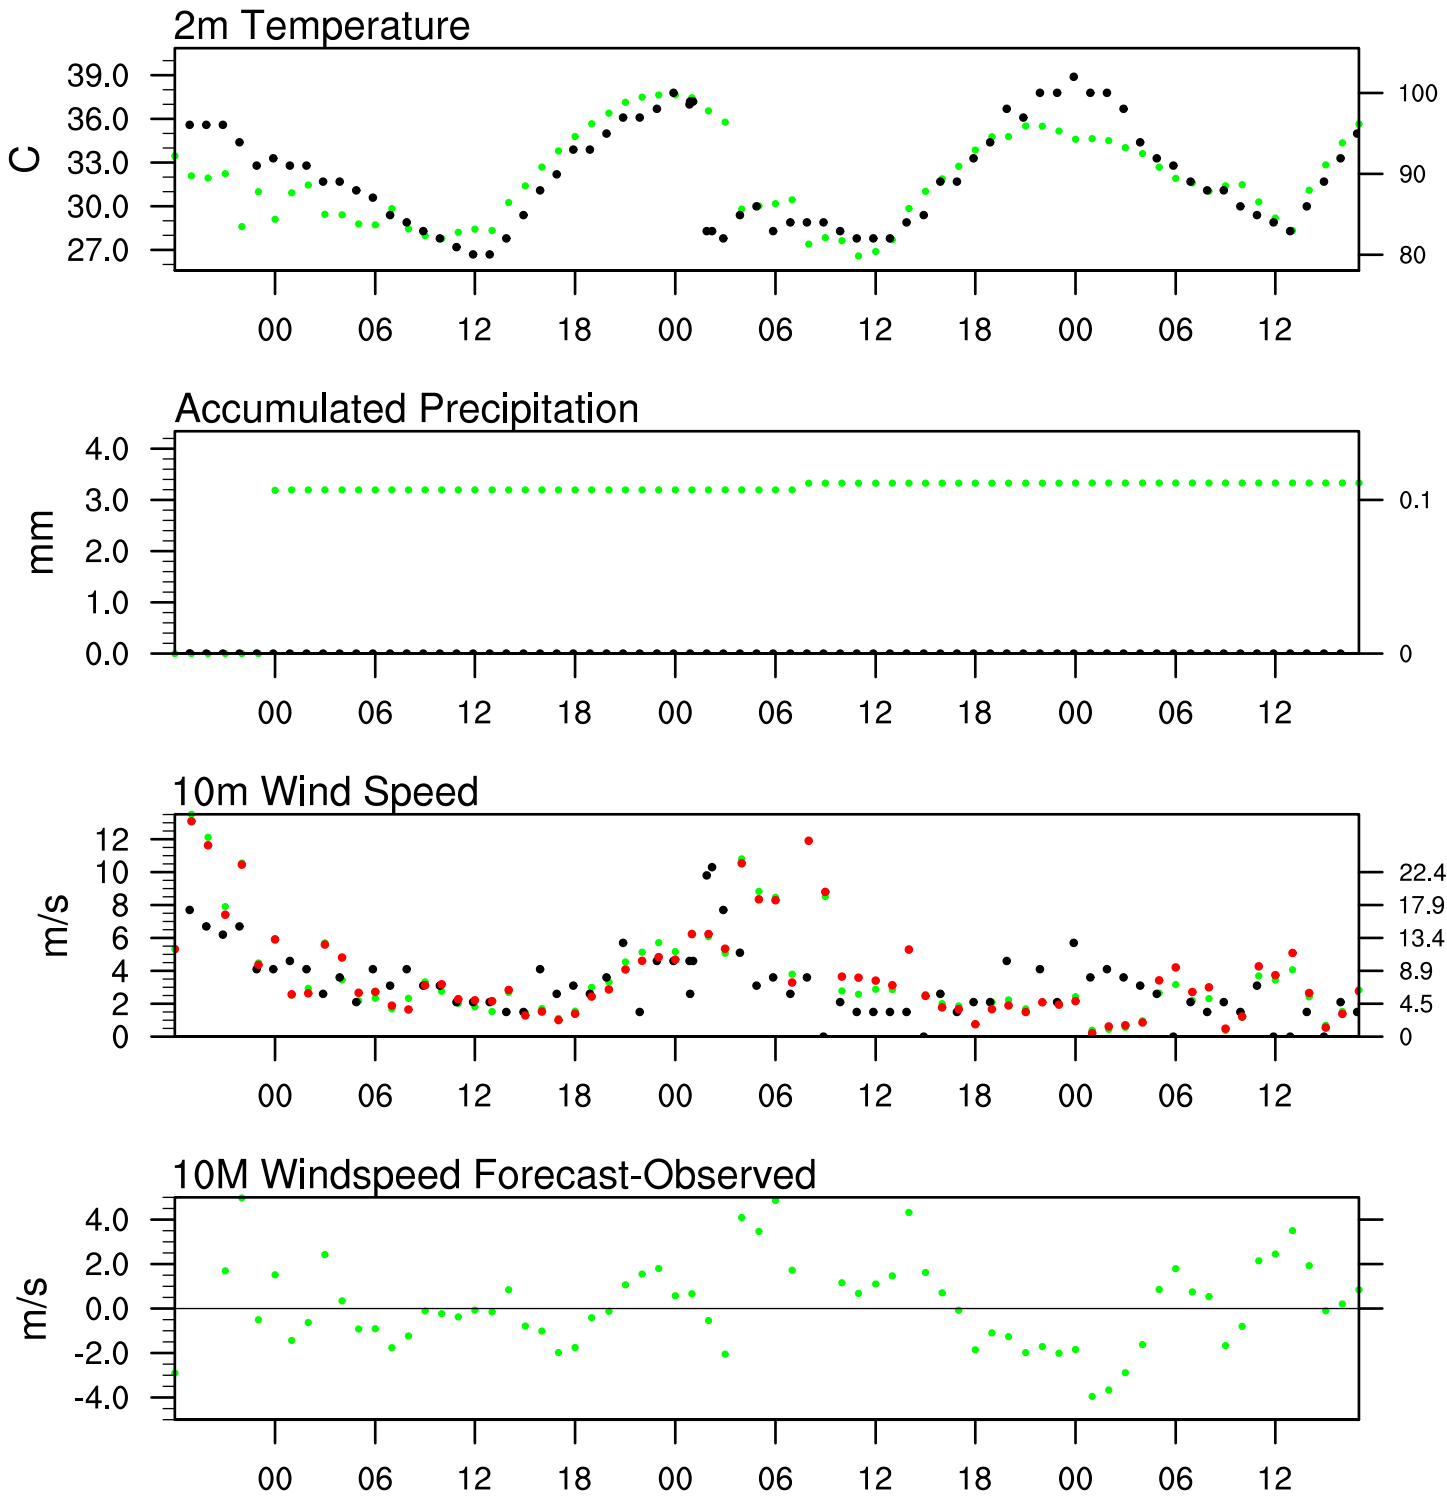 2m Temperature
39.0
36.0
33.0
30.0
27.0
C
100
90
80
00 06 12 18 00 06 12 18 00 06 12
Accumulated Precipitation
4.0
3.0
2.0
1.0
0.0
mm
0.1
0
00 06 12 18 00 06 12 18 00 06 12
10m Wind Speed
12
10
8
6
4
2
0
m/s
22.4
17.9
13.4
8.9
4.5
0
00 06 12 18 00 06 12 18 00 06 12
10M Windspeed Forecast-Observed
4.0
2.0
0.0
-2.0
-4.0
m/s
00 06 12 18 00 06 12 18 00 06 12